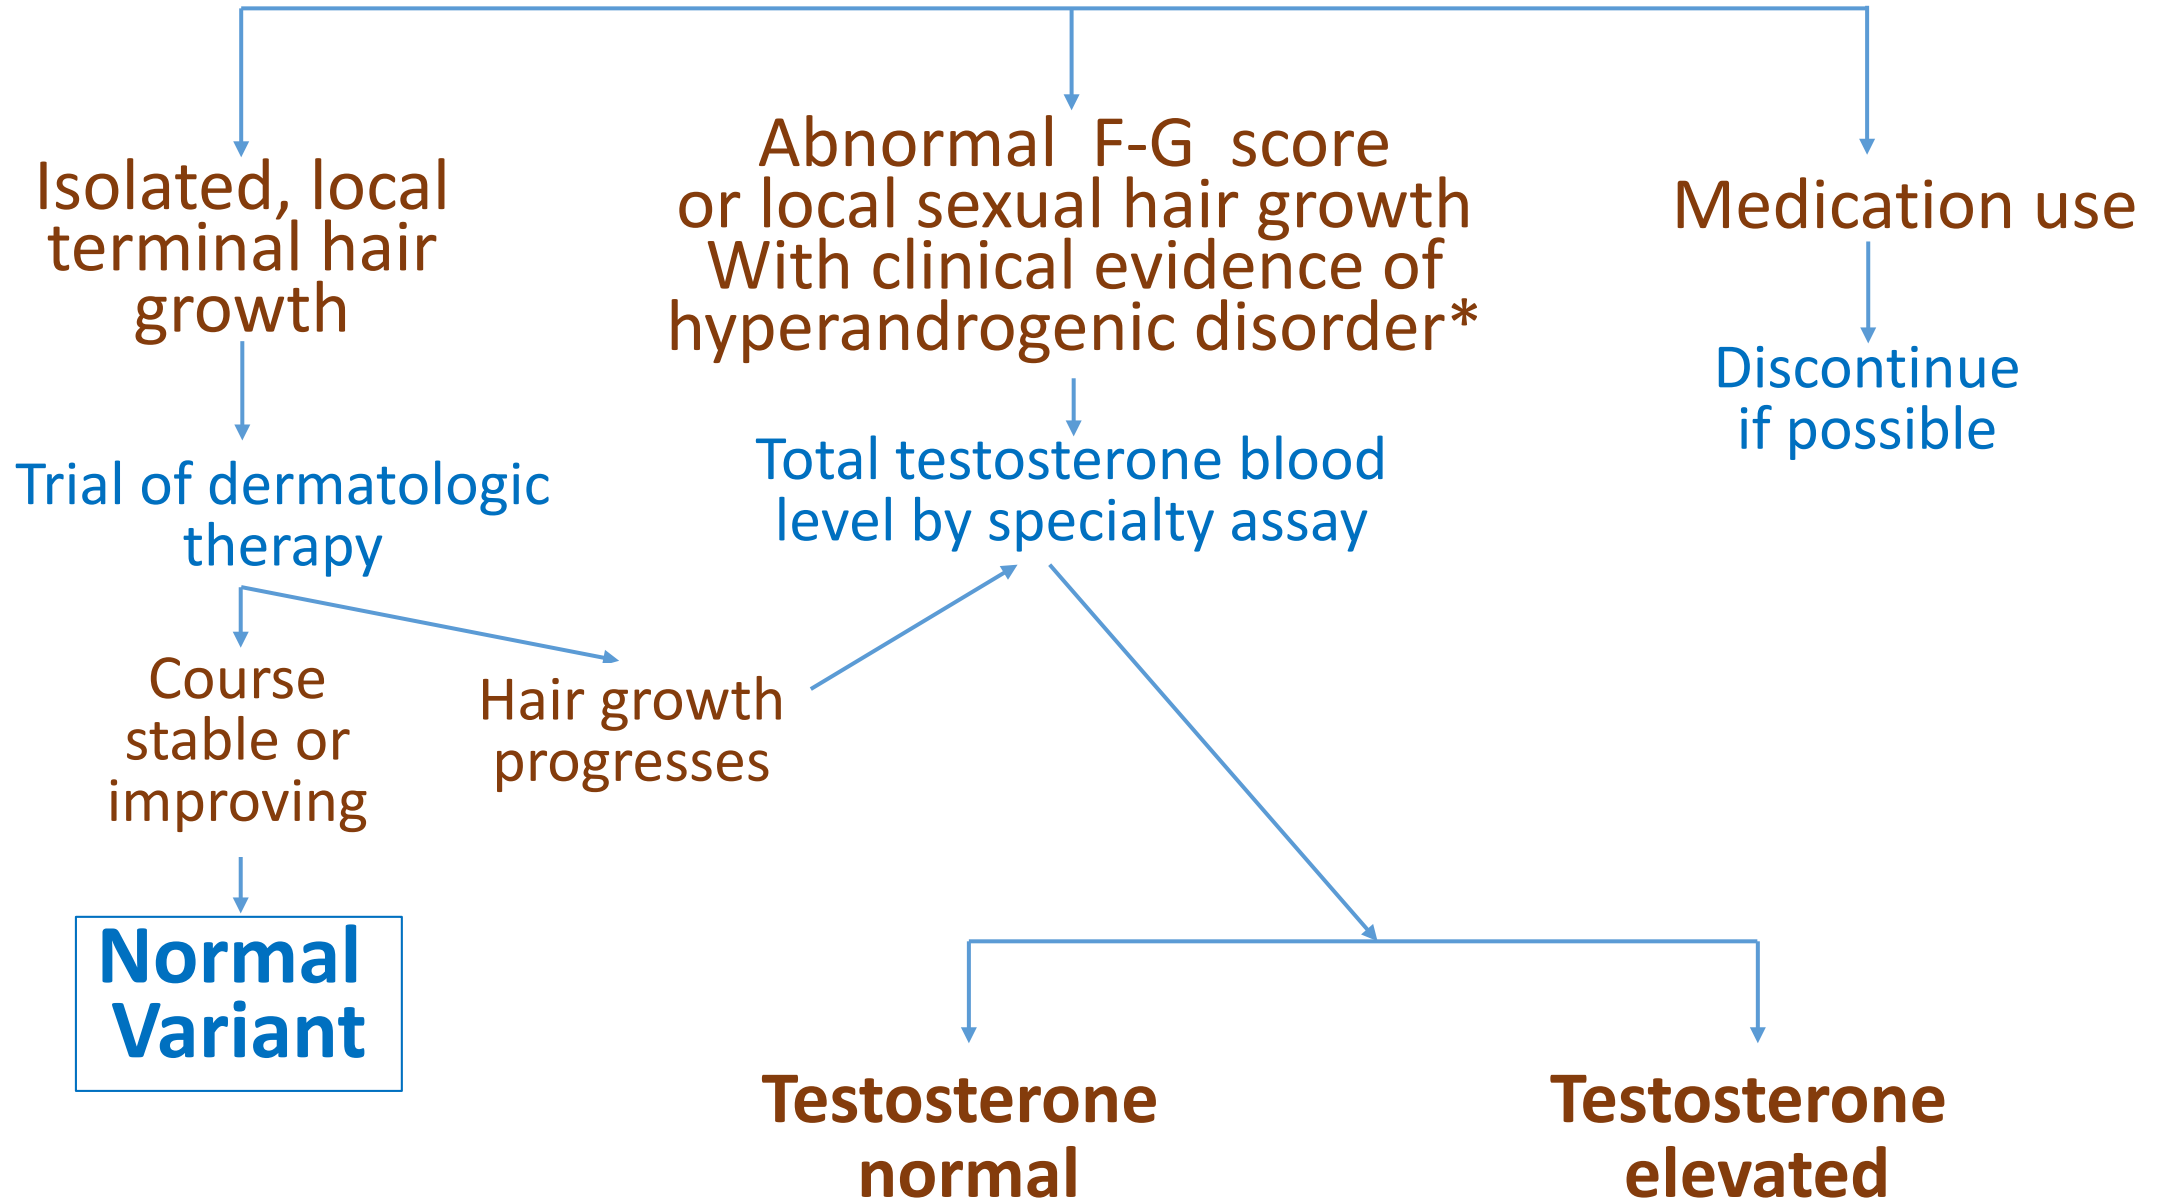 Isolated, local
terminal hair
growth
Abnormal F-G score
or local sexual hair growth
With clinical evidence of
hyperandrogenic disorder*
Medication use
Trial of dermatologic
therapy
Total testosterone blood
level by specialty assay
Discontinue
if possible
Course
stable or
improving
Hair growth
progresses
Normal
Variant
Testosterone
normal
Testosterone
elevated